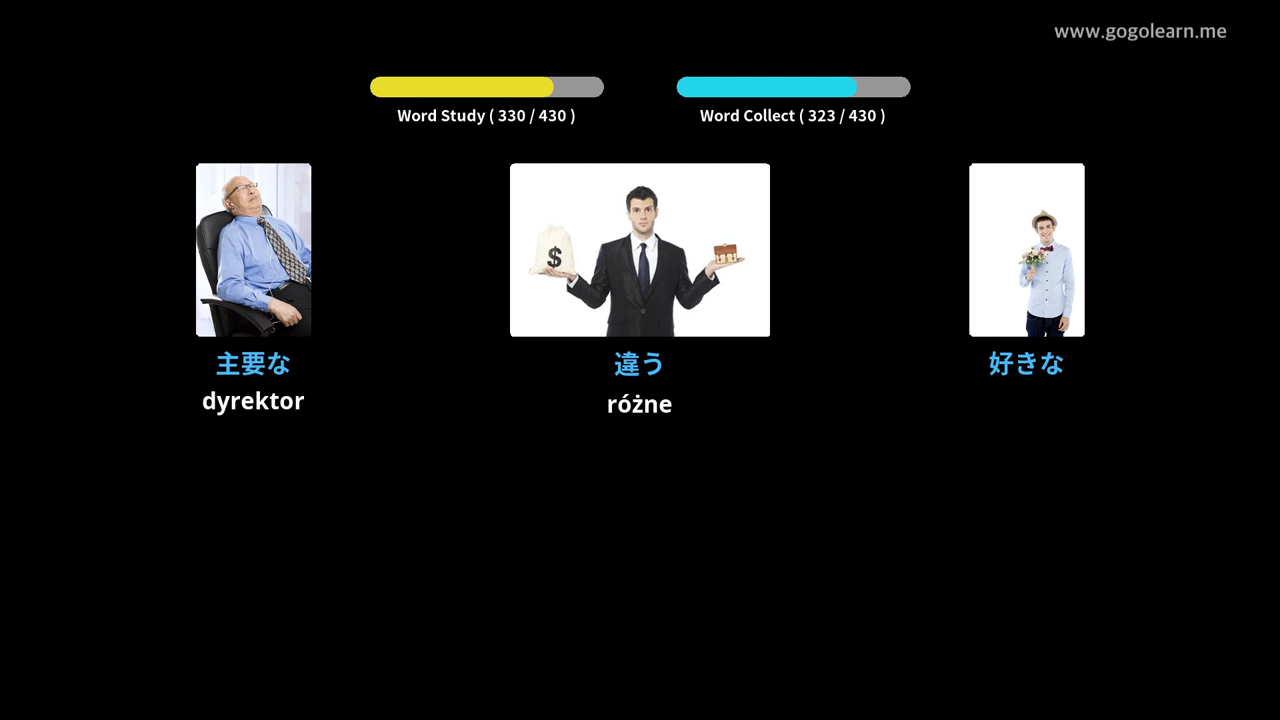 www.gogolearn.me
Word Study ( 330 / 430 )
Word Collect ( 323 / 430 )
$
主要な
違う
好きな
dyrektor
różne